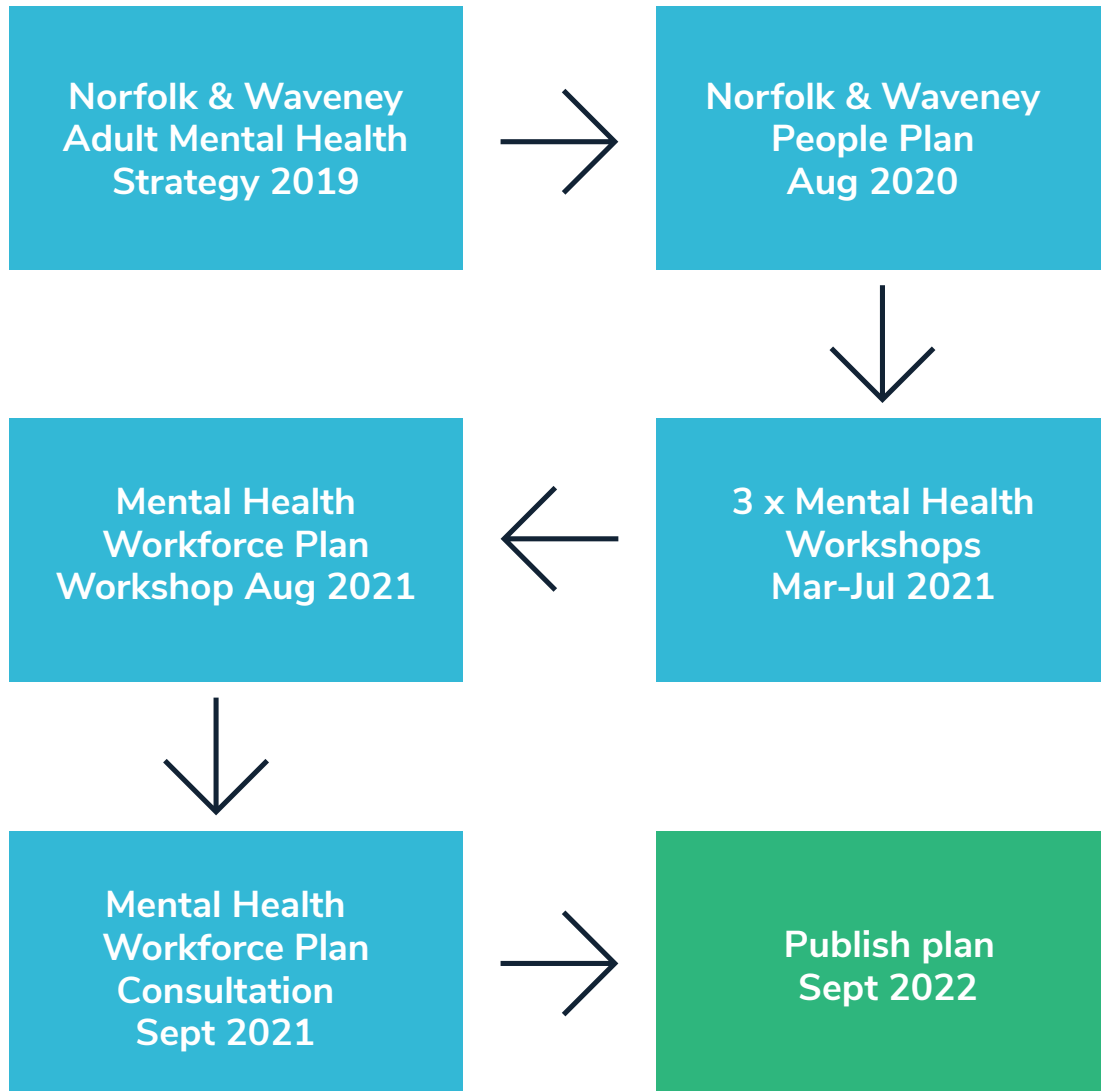 Norfolk & Waveney
Adult Mental Health
Strategy 2019
Norfolk & Waveney
People Plan
Aug 2020
3 x Mental Health
Workshops
Mar-Jul 2021
Mental Health
Workforce Plan
Workshop Aug 2021
Mental Health
Workforce Plan
Consultation
Sept 2021
Publish plan
Sept 2022